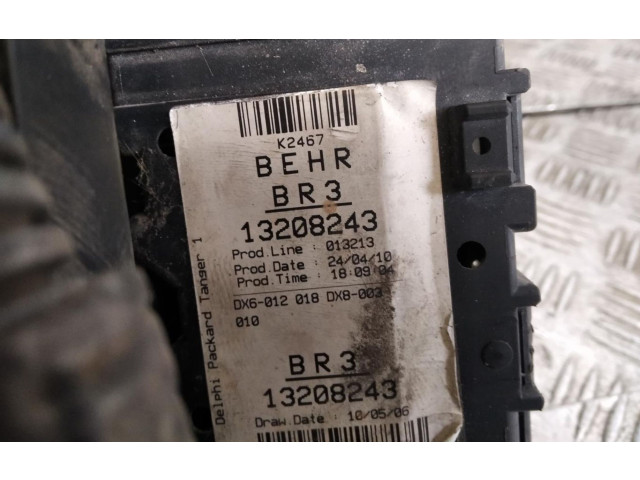 K2467
BEHR
BR3
13208243
Prod.Line : 013213
Prod.Date : 24/04/10
Prod.Time : 18:09:04
DX6-012 018 DX8-003
010
BR3
13208243
Draw.Date : 10/05/06
Delphi Packard Tanger 1